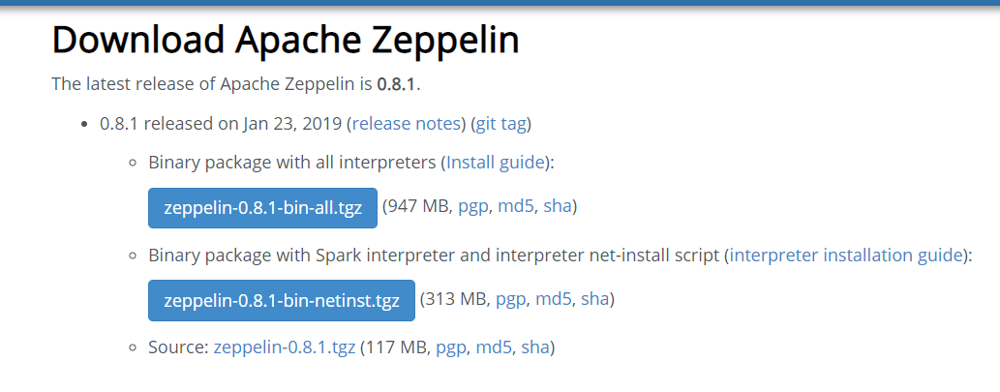 Download Apache Zeppelin
The latest release of Apache Zeppelin is 0.8.1.
0.8.1 released on Jan 23, 2019 (release notes) (git tag)
Binary package with all interpreters (Install guide):
zeppelin-0.8.1-bin-all.tgz (947 MB, pgp, md5, sha)
Binary package with Spark interpreter and interpreter net-install script (interpreter installation guide):
zeppelin-0.8.1-bin-netinst.tgz (313 MB, pgp, md5, sha)
Source: zeppelin-0.8.1.tgz (117 MB, pgp, md5, sha)